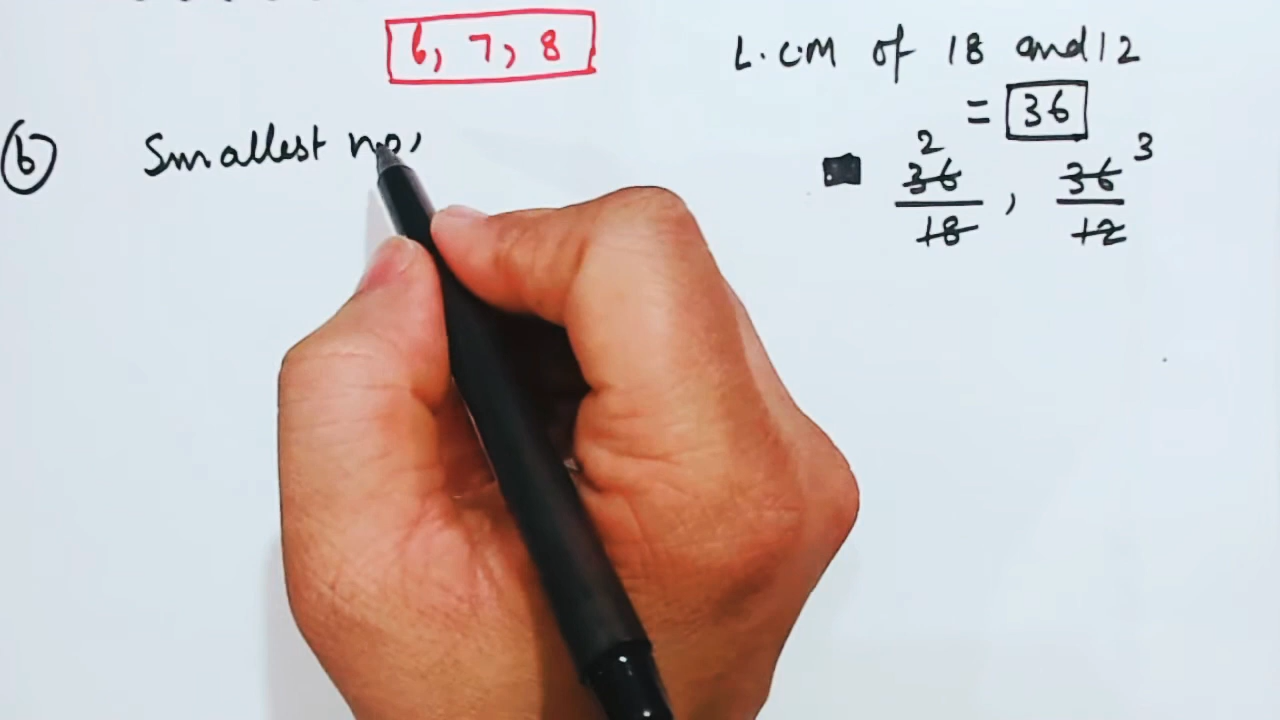 6, 7, 8
L.C.M of 18 and 12
= 36
(b) Smallest no,
36/18 2, 36/12 3